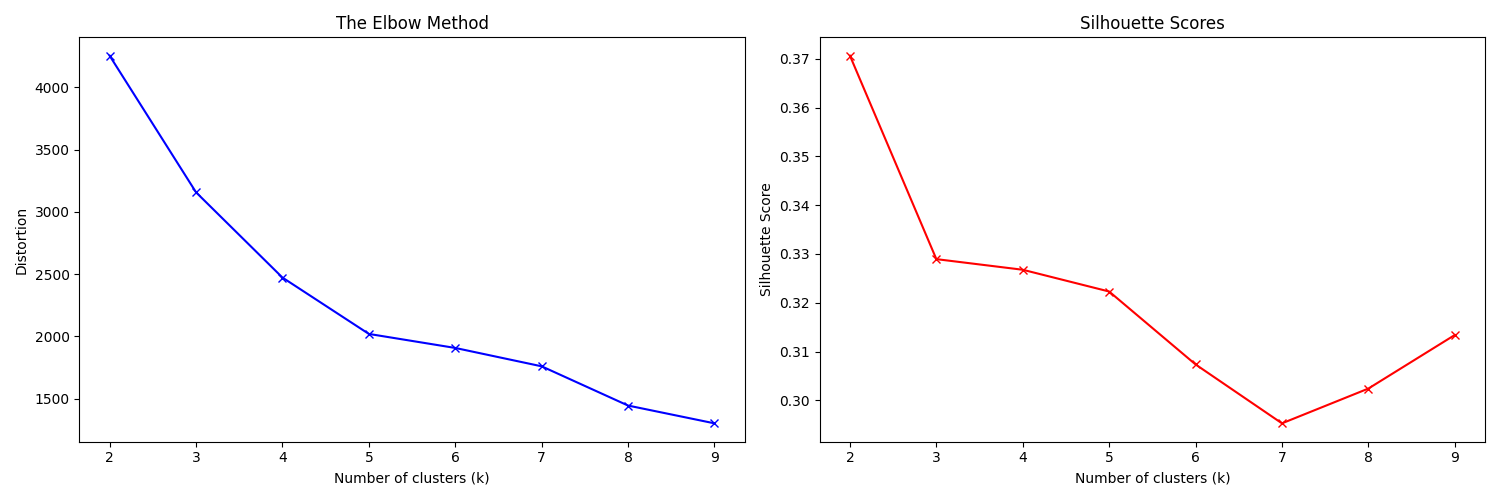 The Elbow Method
4000
3500
3000
2500
2000
1500
Distortion
2 3 4 5 6 7 8 9
Number of clusters (k)
Silhouette Scores
0.37
0.36
0.35
0.34
0.33
0.32
0.31
0.30
Silhouette Score
2 3 4 5 6 7 8 9
Number of clusters (k)